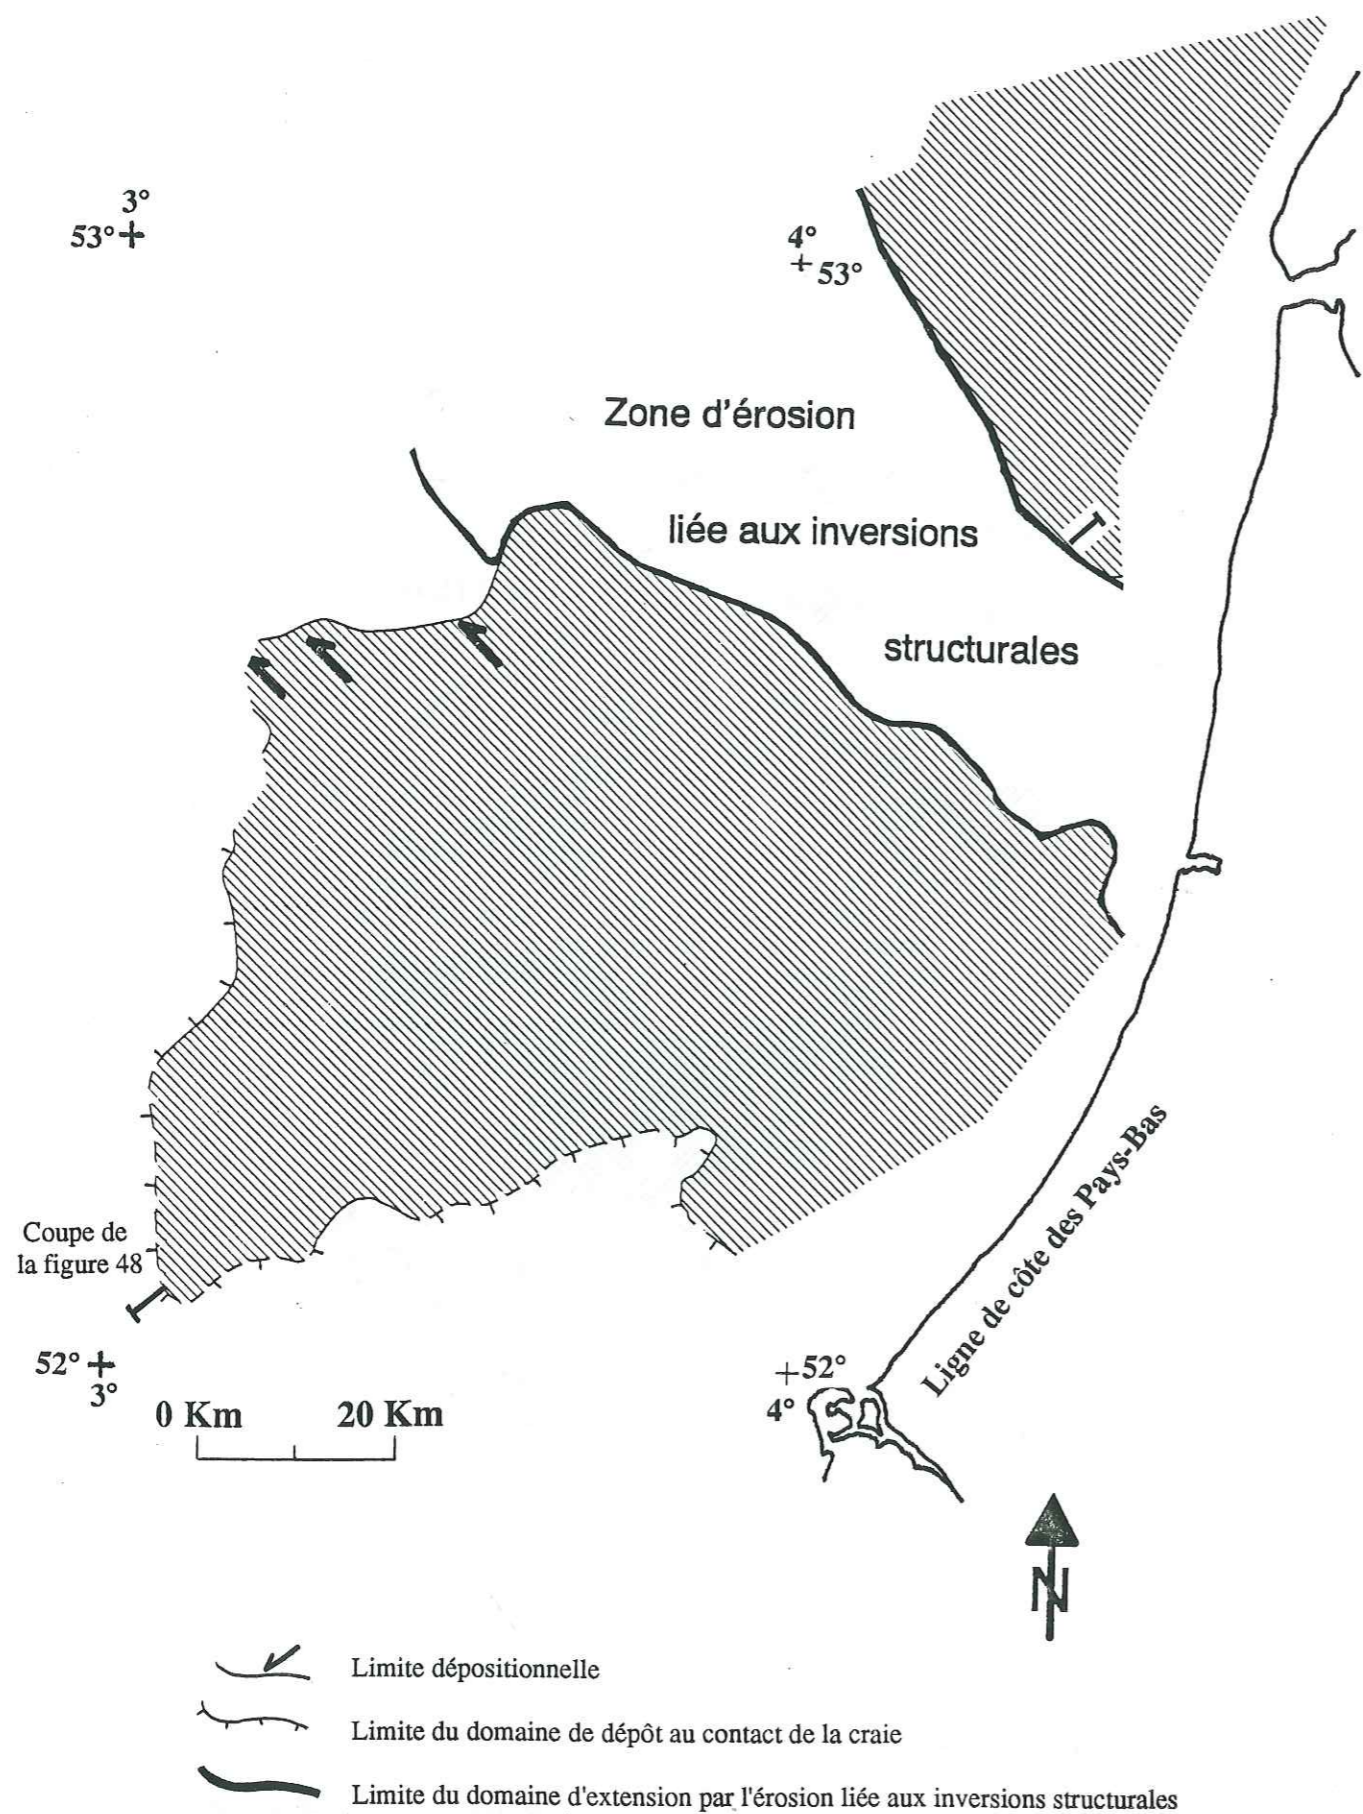 3°
53°
4°
53°
Zone d'érosion
liée aux inversions
structurales
Coupe de
la figure 48
Ligne de côte des Pays-Bas
52°
3°
52°
4°
0 Km 20 Km
N
Limite dépositionnelle
Limite du domaine de dépôt au contact de la craie
Limite du domaine d'extension par l'érosion liée aux inversions structurales